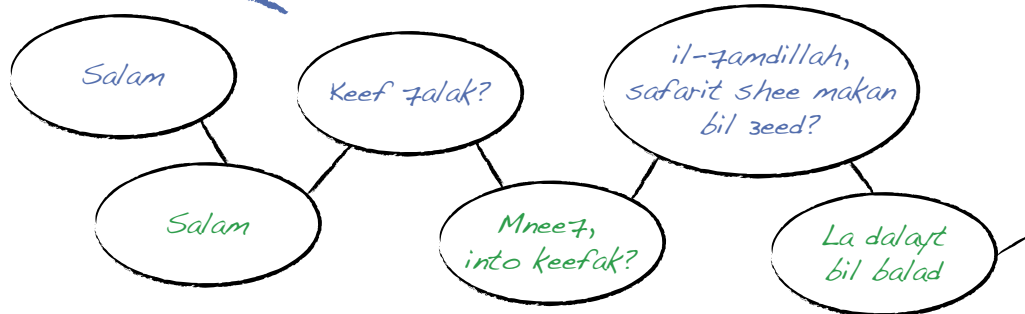 Salam
Salam
Keef 7alak?
Mnee7,
into keefak?
il-7amdillah,
safarit shee makan
bil 3eed?
La dalayt
bil balad